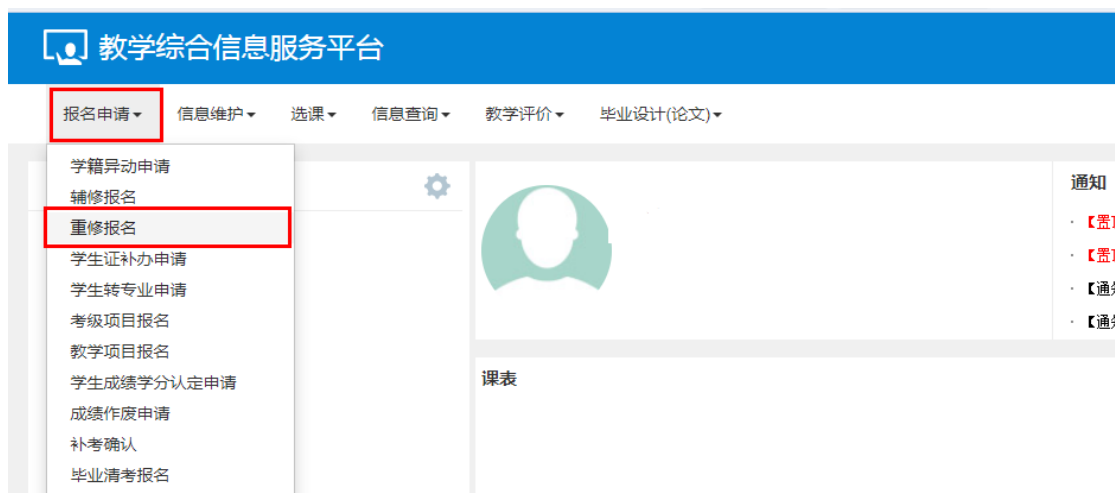 教学综合信息服务平台
报名申请 信息维护 选课 信息查询 教学评价 毕业设计(论文)
学籍异动申请
辅修报名
重修报名
学生证补办申请
学生转专业申请
考级项目报名
教学项目报名
学生成绩学分认定申请
成绩作废申请
补考确认
毕业清考报名
通知
·【置
·【置
·【通
·【通
课表